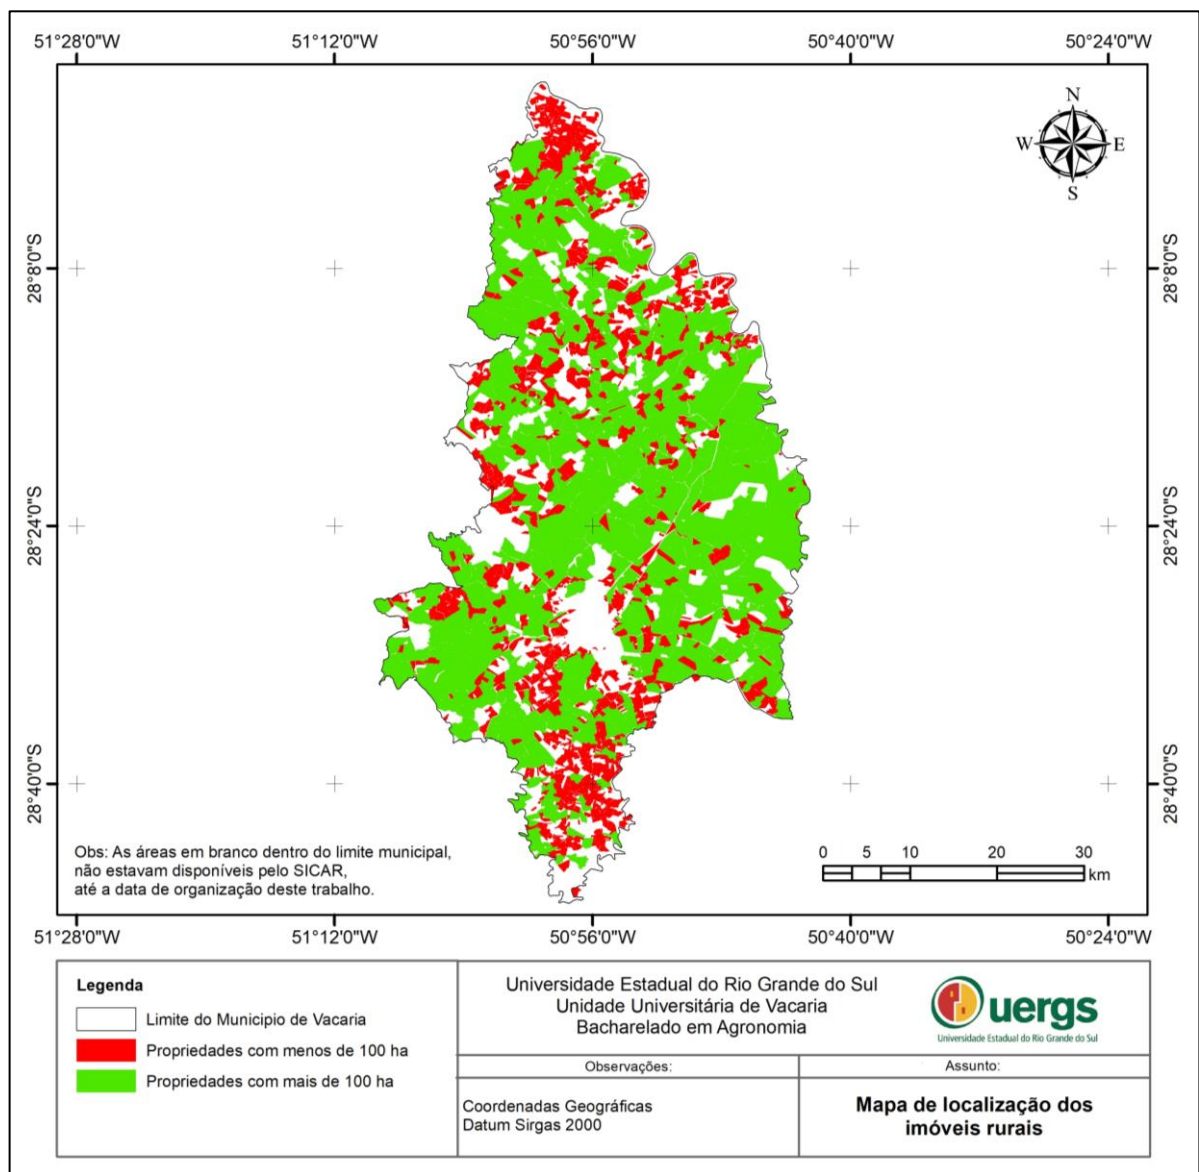 51°28'0"W 51°12'0"W 50°56'0"W 50°40'0"W 50°24'0"W
N
W E
S
28°8'0"S 28°8'0"S
28°24'0"S 28°24'0"S
28°40'0"S 28°40'0"S
Obs: As áreas em branco dentro do limite municipal,
não estavam disponíveis pelo SICAR,
até a data de organização deste trabalho.
0 5 10 20 30
km
51°28'0"W 51°12'0"W 50°56'0"W 50°40'0"W 50°24'0"W
Legenda
Limite do Municipio de Vacaria
Propriedades com menos de 100 ha
Propriedades com mais de 100 ha
Universidade Estadual do Rio Grande do Sul
Unidade Universitária de Vacaria
Bacharelado em Agronomia
uergs
Universidade Estadual do Rio Grande do Sul
Observações:
Coordenadas Geográficas
Datum Sirgas 2000
Assunto:
Mapa de localização dos
imóveis rurais